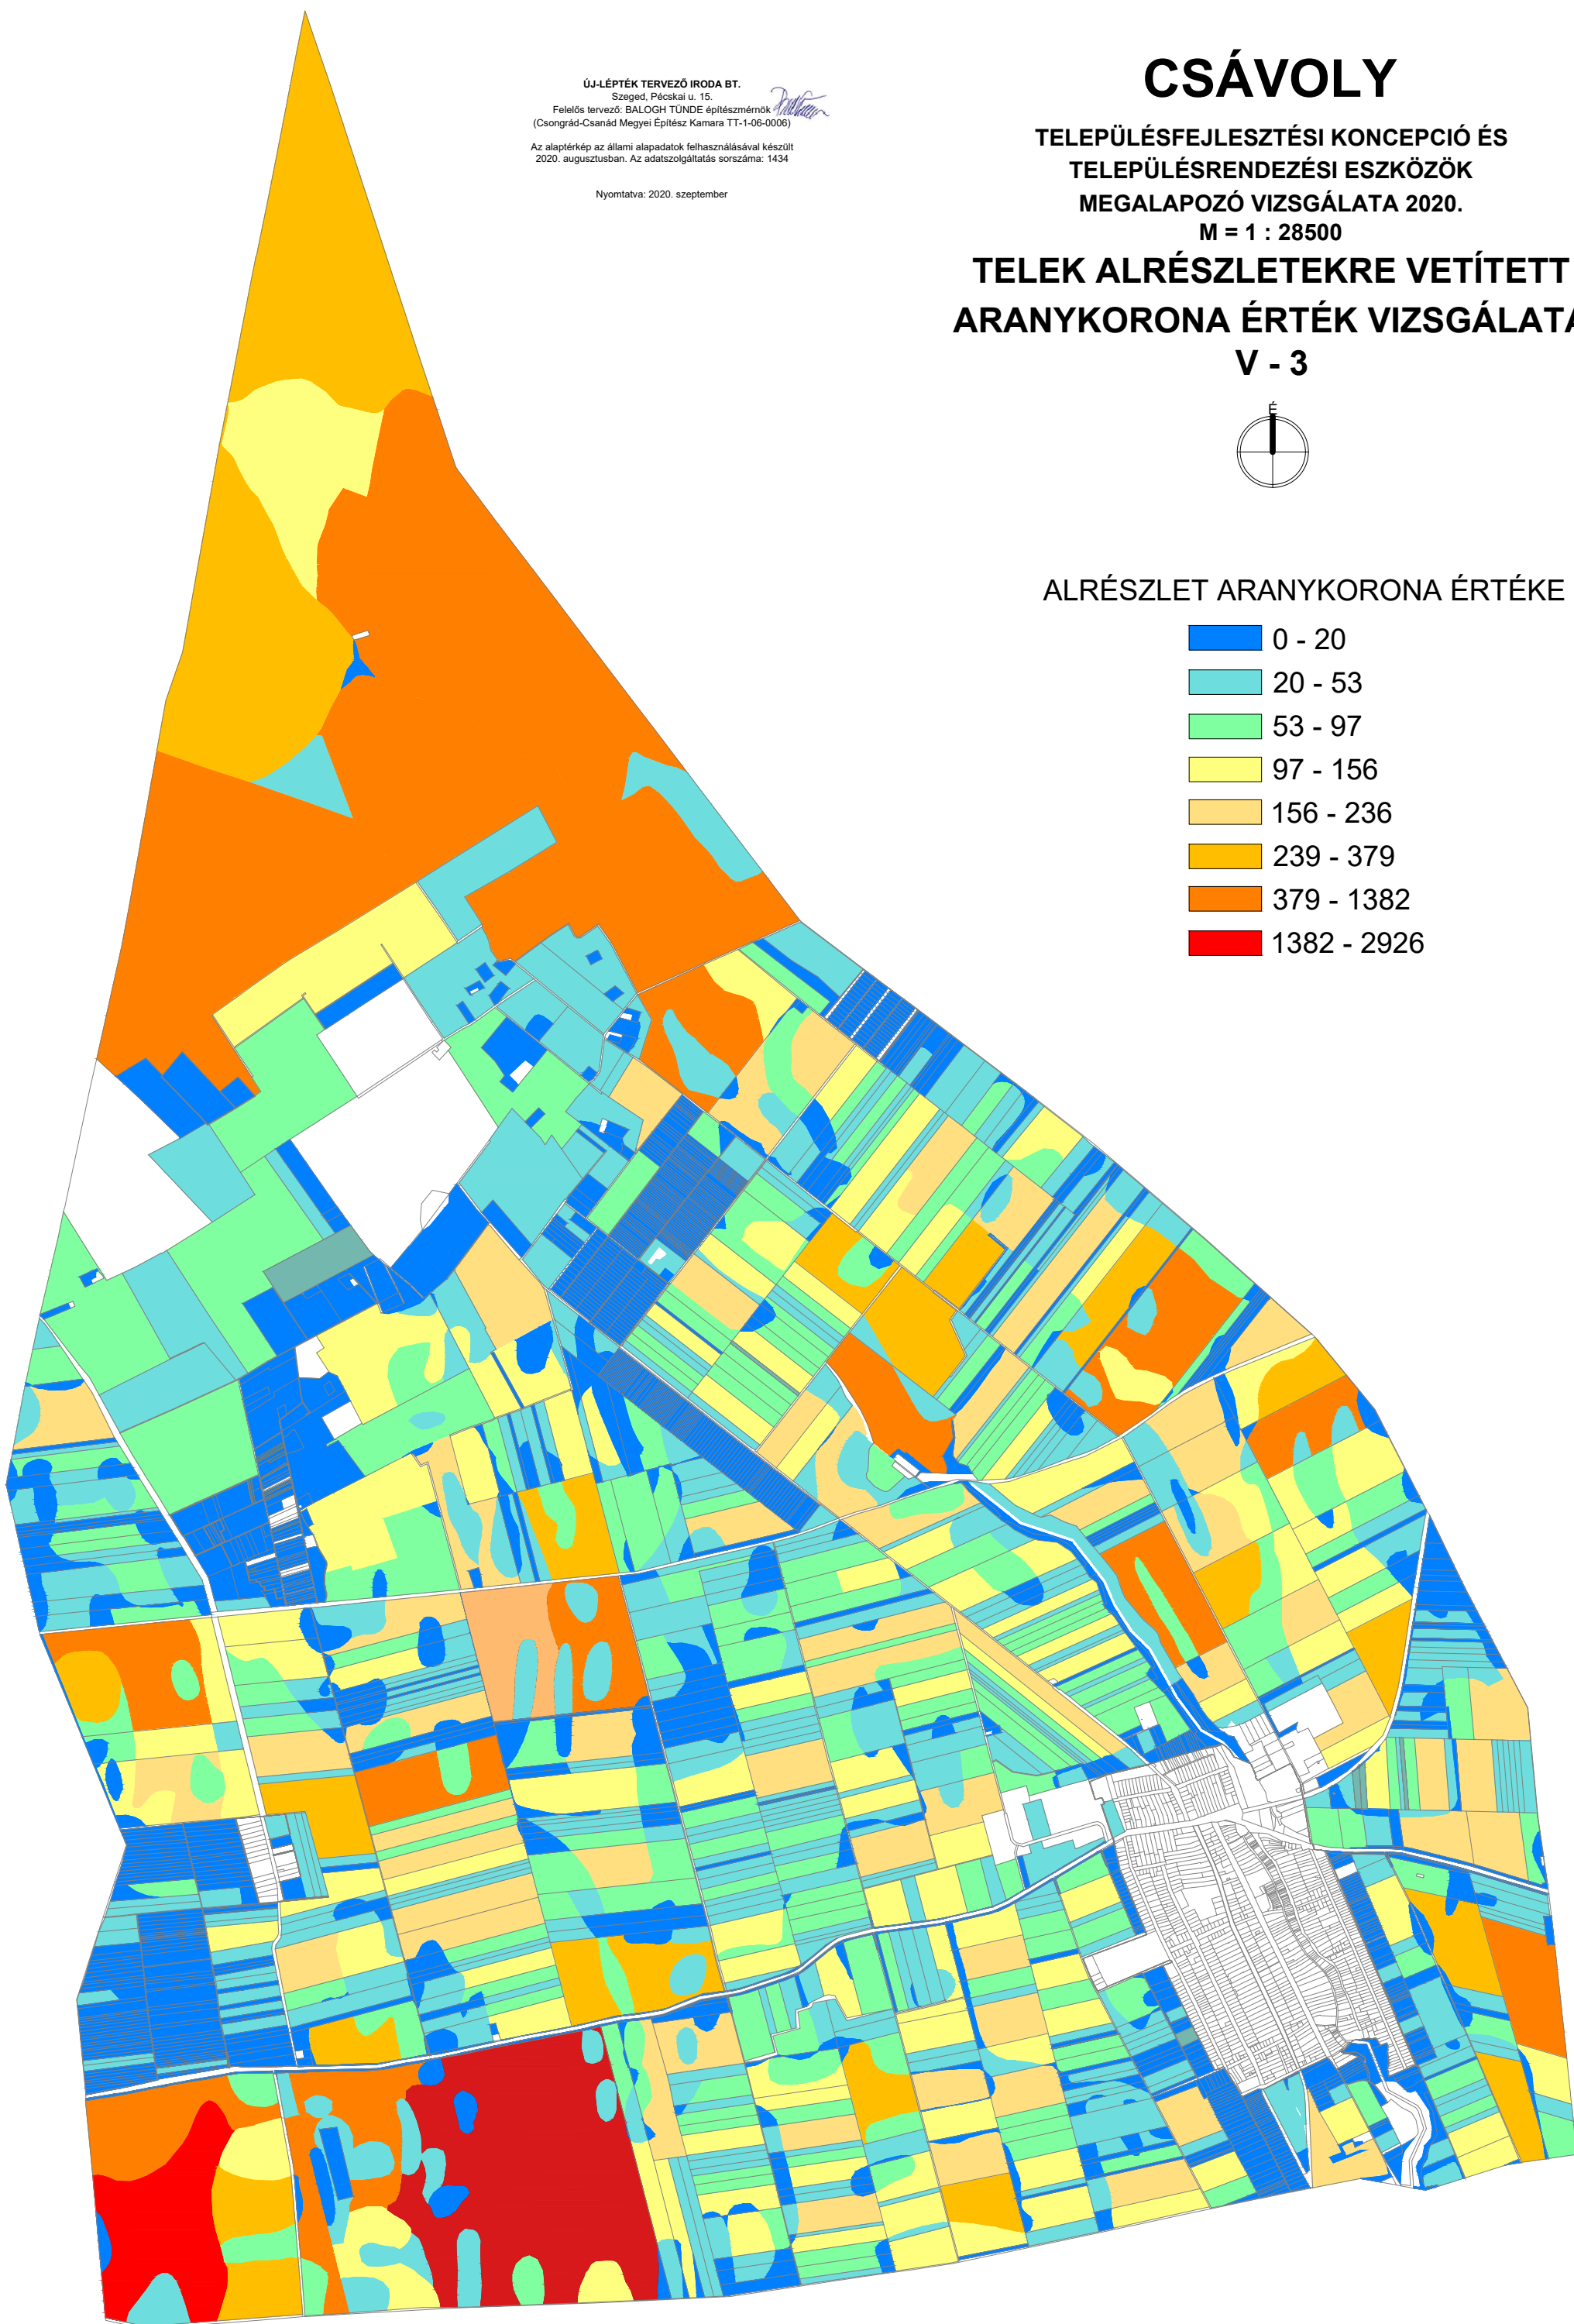 ÚJ-LÉPTÉK TERVEZŐ IRODA BT.
Szeged, Pécskai u. 15.
Felelős tervező: BALOGH TÜNDE építészmérnök
(Csongrád-Csanád Megyei Építész Kamara TT-1-06-0006)
Az alaptérkép az állami alapadatok felhasználásával készült
2020. augusztusban. Az adatszolgáltatás sorszáma: 1434
Nyomtatva: 2020. szeptember
CSÁVOLY
TELEPÜLÉSFEJLESZTÉSI KONCEPCIÓ ÉS
TELEPÜLÉSRENDEZÉSI ESZKÖZÖK
MEGALAPOZÓ VIZSGÁLATA 2020.
M = 1 : 28500
TELEK ALRÉSZLETEKRE VETÍTETT
ARANYKORONA ÉRTÉK VIZSGÁLATA
V - 3
É
ALRÉSZLET ARANYKORONA ÉRTÉKE
0 - 20
20 - 53
53 - 97
97 - 156
156 - 236
239 - 379
379 - 1382
1382 - 2926